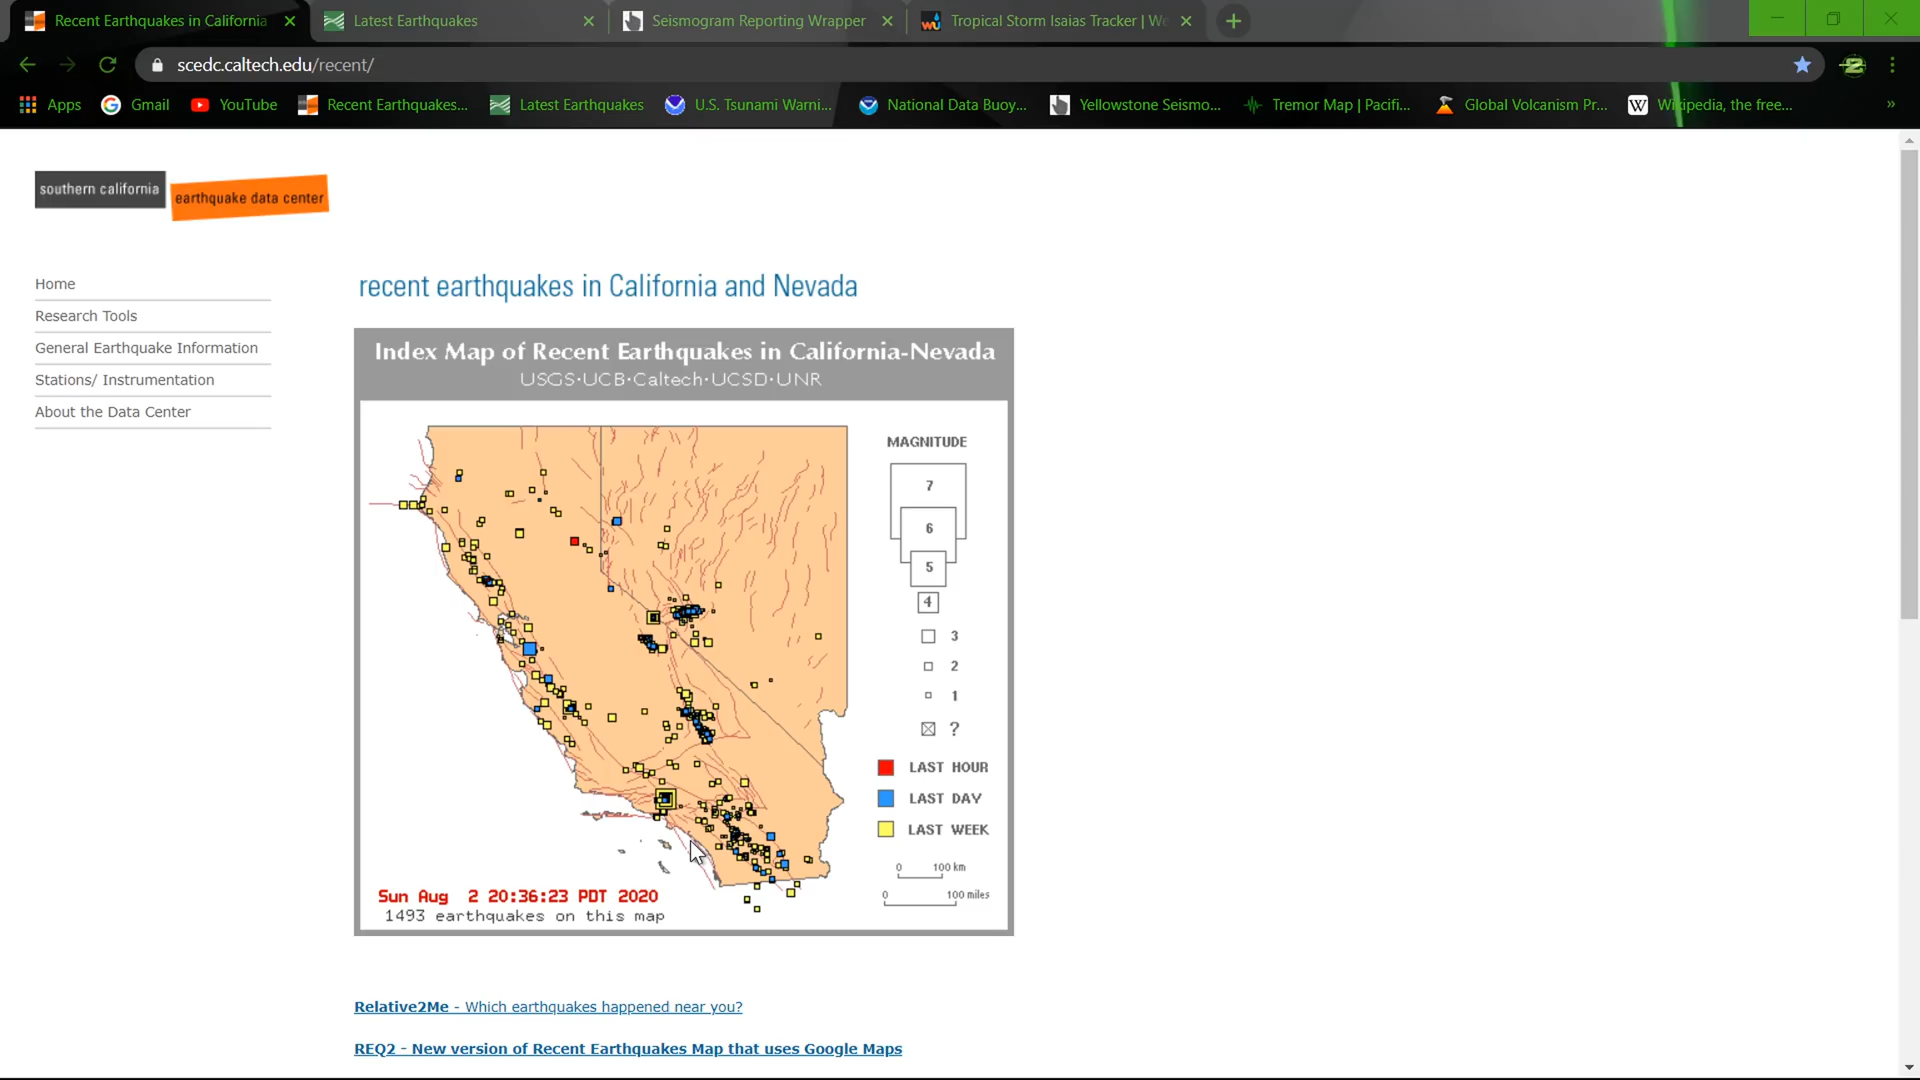 Recent Earthquakes in California
Latest Earthquakes
Seismogram Reporting Wrapper
Tropical Storm Isaias Tracker | We
scedc.caltech.edu/recent/
Apps
Gmail
YouTube
Recent Earthquakes...
Latest Earthquakes
U.S. Tsunami Warni...
National Data Buoy...
Yellowstone Seismo...
Tremor Map | Pacifi...
Global Volcanism Pr...
W
Wikipedia, the free...
»
southern california
earthquake data center
Home
Research Tools
General Earthquake Information
Stations/ Instrumentation
About the Data Center
recent earthquakes in California and Nevada
Index Map of Recent Earthquakes in California-Nevada
USGS·UCB·Caltech·UCSD·UNR
MAGNITUDE
7
6
5
4
3
2
1
?
LAST HOUR
LAST DAY
LAST WEEK
0 100 km
0 100 miles
Sun Aug 2 20:36:23 PDT 2020
1493 earthquakes on this map
Relative2Me - Which earthquakes happened near you?
REQ2 - New version of Recent Earthquakes Map that uses Google Maps